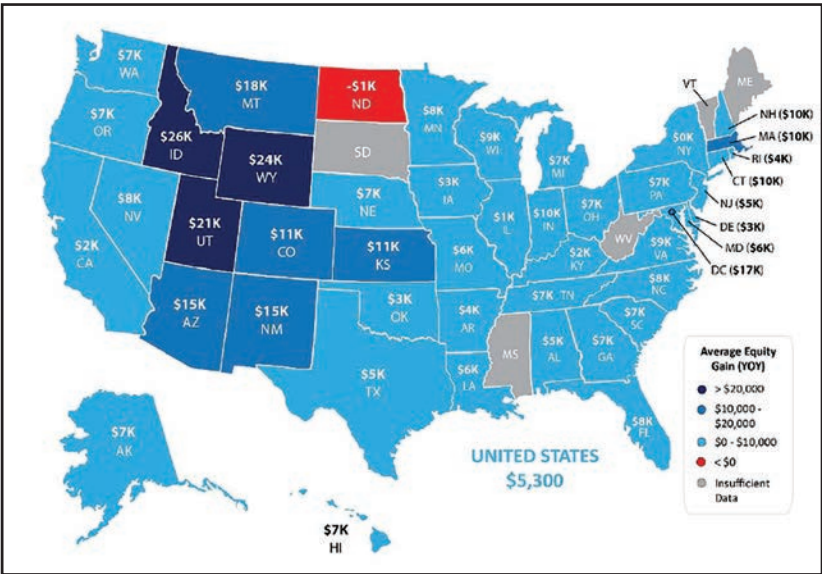 $7K
WA
$7K
OR
$2K
CA
$8K
NV
$26K
ID
$18K
MT
$24K
WY
$21K
UT
$11K
CO
$15K
AZ
$15K
NM
-$1K
ND
SD
$7K
NE
$11K
KS
$3K
OK
$5K
TX
$8K
MN
$3K
IA
$6K
MO
$4K
AR
$6K
LA
$9K
WI
$1K
IL
$7K
MI
$10K
IN
$7K
OH
$2K
KY
$7K TN
MS
$5K
AL
$7K
GA
$8K
FL
$7K
SC
$8K
NC
$9K
VA
WV
$7K
PA
$0K
NY
VT
ME
NH ($10K)
MA ($10K)
RI ($4K)
CT ($10K)
NJ ($5K)
DE ($3K)
MD ($6K)
DC ($17K)
$7K
AK
$7K
HI
UNITED STATES
$5,300
Average Equity
Gain (YOY)
> $20,000
$10,000 -
$20,000
$0 - $10,000
< $0
Insufficient
Data